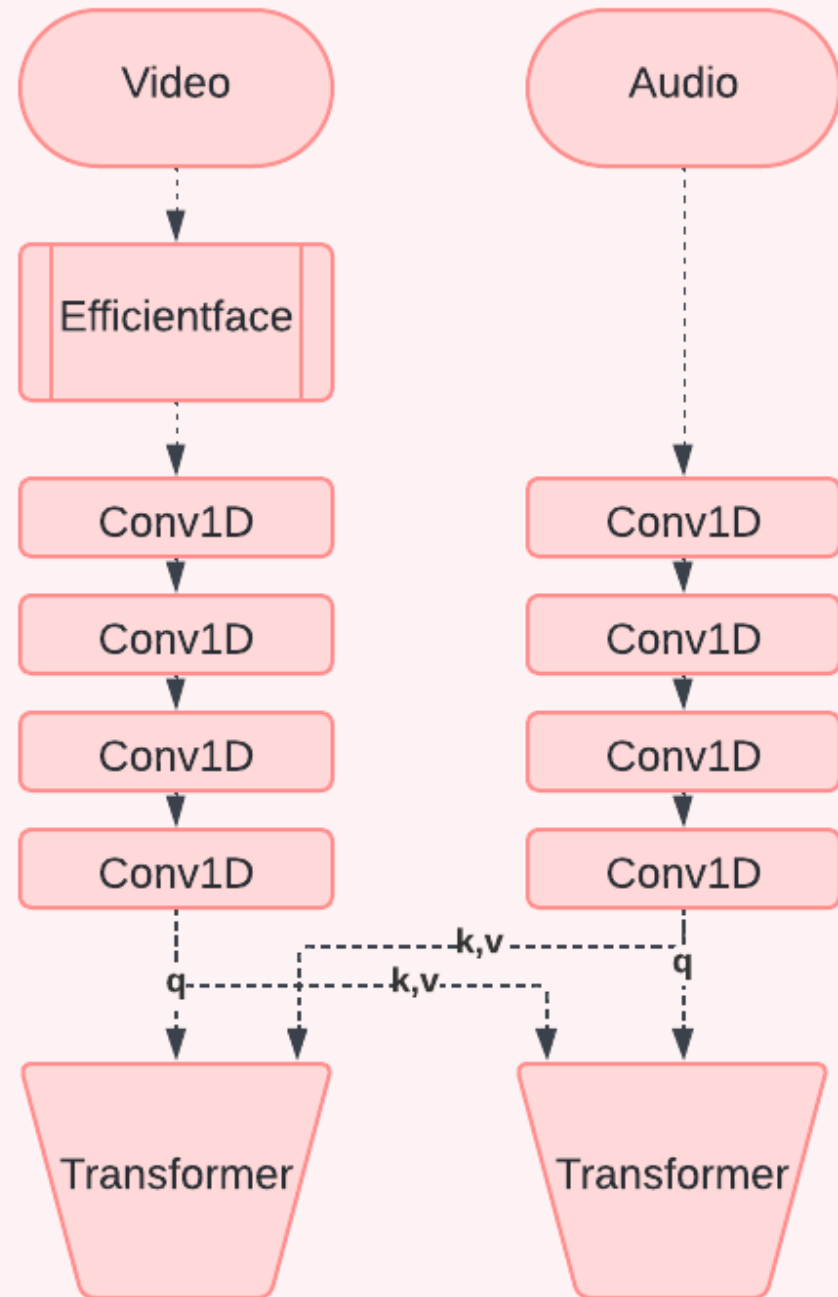 Video
Audio
Efficientface
Conv1D
Conv1D
Conv1D
Conv1D
Conv1D
Conv1D
Conv1D
Conv1D
k,v
q
q
k,v
Transformer
Transformer